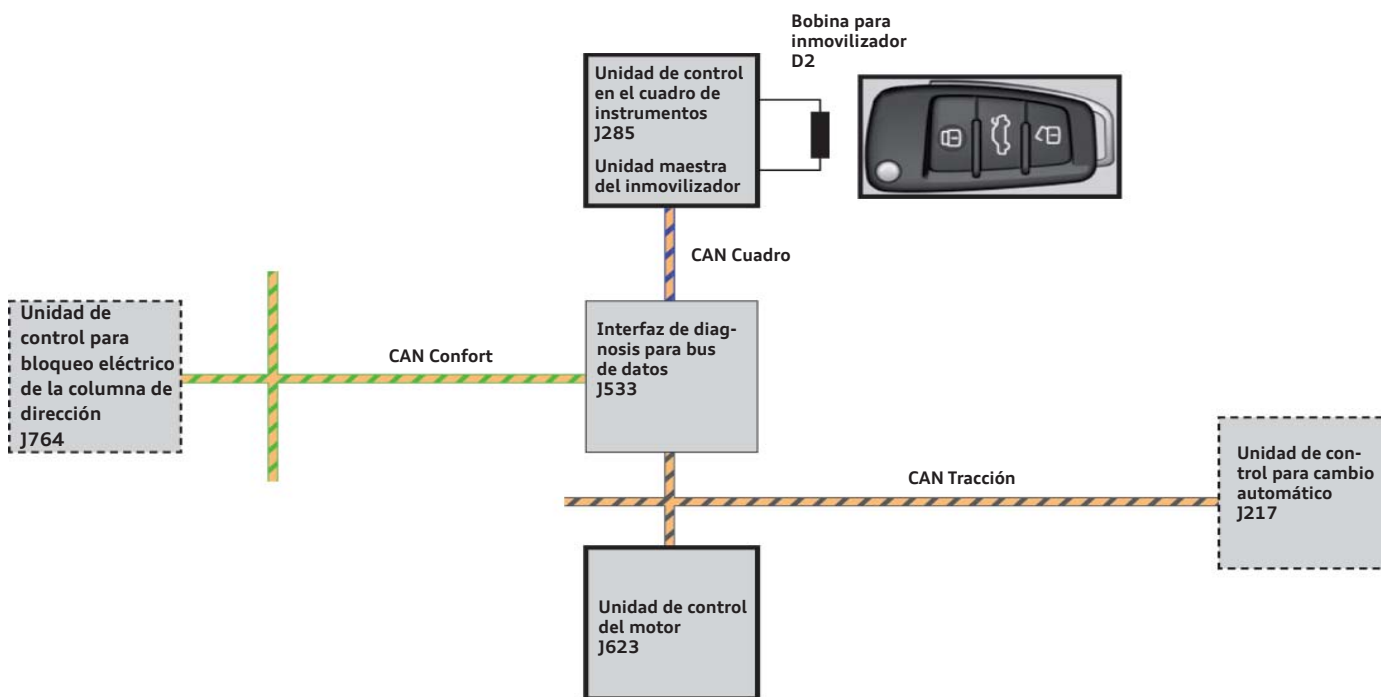 Bobina para
inmovilizador
D2
Unidad de control
en el cuadro de
instrumentos
J285
Unidad maestra
del inmovilizador
CAN Cuadro
Unidad de
control para
bloqueo eléctrico
de la columna de
dirección
J764
CAN Confort
Interfaz de diag-
nosis para bus
de datos
J533
CAN Tracción
Unidad de con-
trol para cambio
automático
J217
Unidad de control
del motor
J623